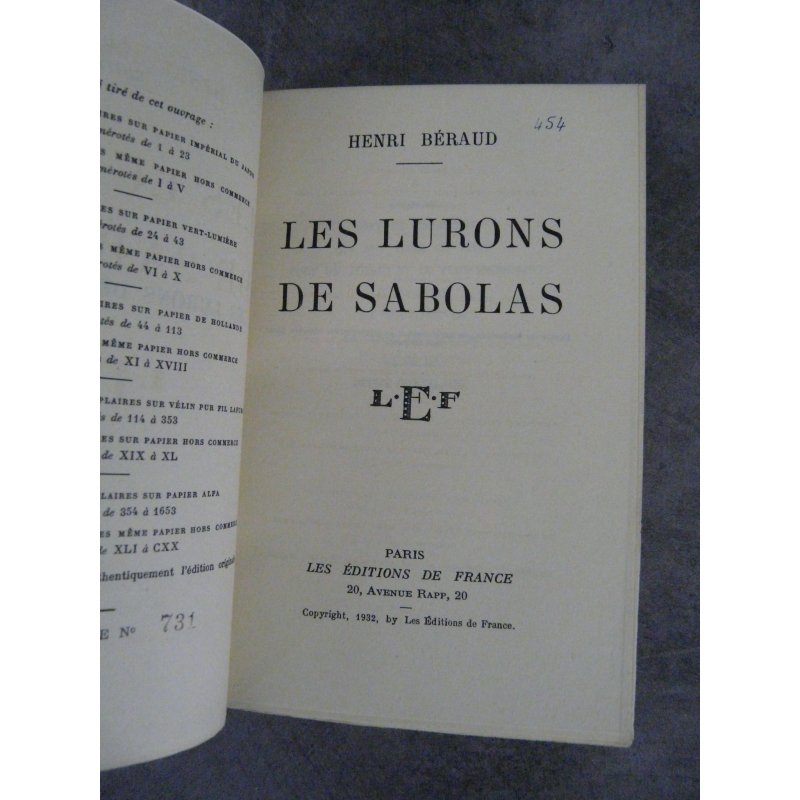 tiré de cet ouvrage :
IRES SUR PAPIER IMPÉRIAL DU JAPON
mérotés de 1 à 23
MÊME PAPIER HORS COMMERCE
mérotés de I à V
ES SUR PAPIER VERT-LUMIÈRE
rotés de 24 à 43
MÊME PAPIER HORS COMMERCE
rotés de VI à X
IRES SUR PAPIER DE HOLLANDE
tés de 44 à 113
MÊME PAPIER HORS COMMERCE
de XI à XVIII
PLAIRES SUR VÉLIN PUR FIL LAFUM
s de 114 à 353
ES SUR PAPIER HORS COMMERCE
de XIX à XL
LAIRES SUR PAPIER ALFA
de 354 à 1653
ES MÊME PAPIER HORS COMMERC
de XLI à CXX
hentiquement l'édition origin
E N° 731
454
HENRI BÉRAUD
LES LURONS
DE SABOLAS
L·E·F
PARIS
LES ÉDITIONS DE FRANCE
20, AVENUE RAPP, 20
Copyright, 1932, by Les Éditions de France.